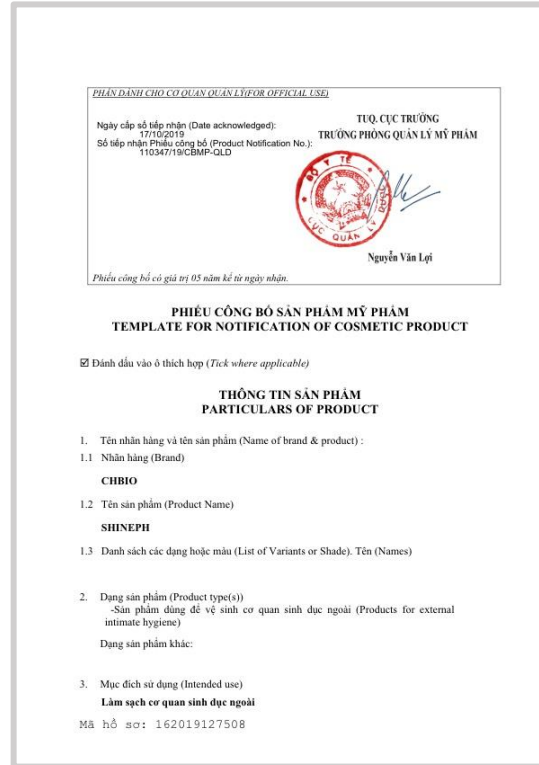 PHẦN DÀNH CHO CƠ QUAN QUẢN LÝ(FOR OFFICIAL USE)
Ngày cấp số tiếp nhận (Date acknowledged):
17/10/2019
Số tiếp nhận Phiếu công bố (Product Notification No.):
110347/19/CBMP-QLD
TUQ. CỤC TRƯỞNG
TRƯỞNG PHÒNG QUẢN LÝ MỸ PHẨM
BỘ Y TẾ
CỤC QUẢN LÝ
Nguyễn Văn Lợi
Phiếu công bố có giá trị 05 năm kể từ ngày nhận.
PHIẾU CÔNG BỐ SẢN PHẨM MỸ PHẨM
TEMPLATE FOR NOTIFICATION OF COSMETIC PRODUCT
☑ Đánh dấu vào ô thích hợp (Tick where applicable)
THÔNG TIN SẢN PHẨM
PARTICULARS OF PRODUCT
1. Tên nhãn hàng và tên sản phẩm (Name of brand & product) :
1.1 Nhãn hàng (Brand)
CHBIO
1.2 Tên sản phẩm (Product Name)
SHINEPH
1.3 Danh sách các dạng hoặc màu (List of Variants or Shade). Tên (Names)
2. Dạng sản phẩm (Product type(s))
-Sản phẩm dùng để vệ sinh cơ quan sinh dục ngoài (Products for external
intimate hygiene)
Dạng sản phẩm khác:
3. Mục đích sử dụng (Intended use)
Làm sạch cơ quan sinh dục ngoài
Mã hồ sơ: 162019127508